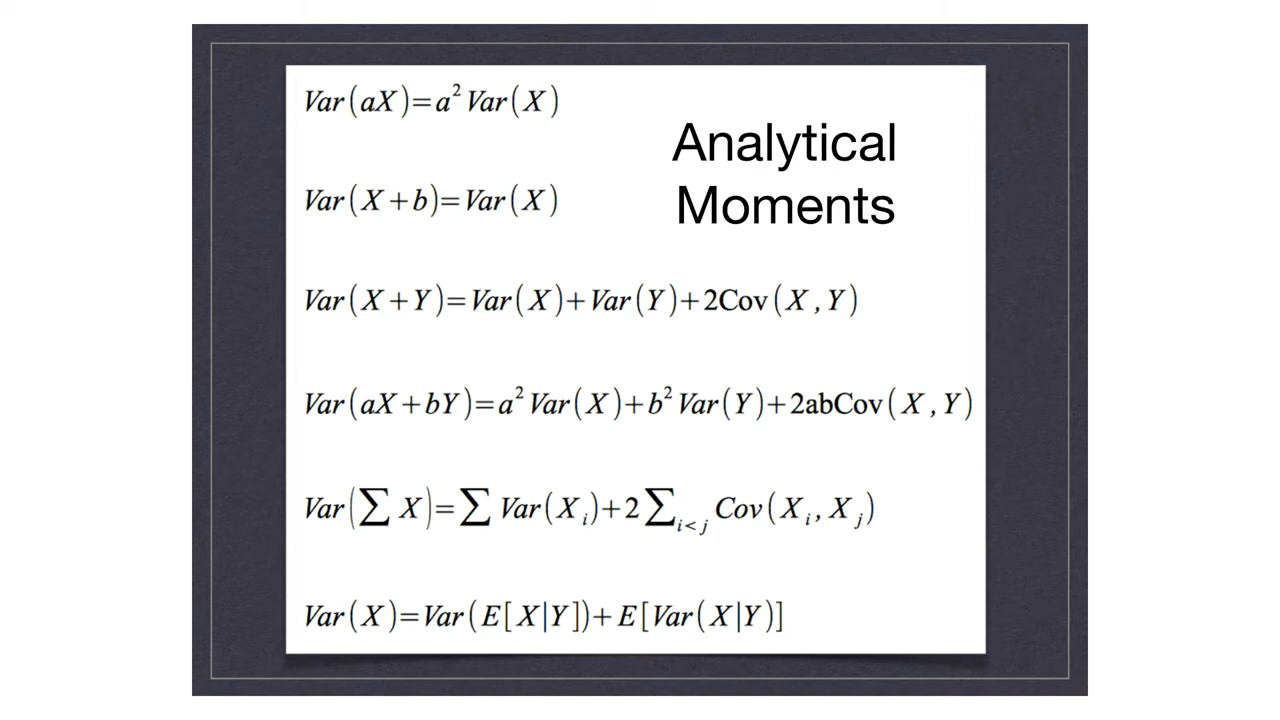 Var(aX)=a² Var(X)
Analytical
Moments
Var(X+b)=Var(X)
Var(X+Y)=Var(X)+Var(Y)+2Cov(X,Y)
Var(aX+bY)=a² Var(X)+b² Var(Y)+2abCov(X,Y)
Var(∑ X)=∑ Var(Xᵢ)+2∑ᵢ<ⱼ Cov(Xᵢ,Xⱼ)
Var(X)=Var(E[X|Y])+E[Var(X|Y)]